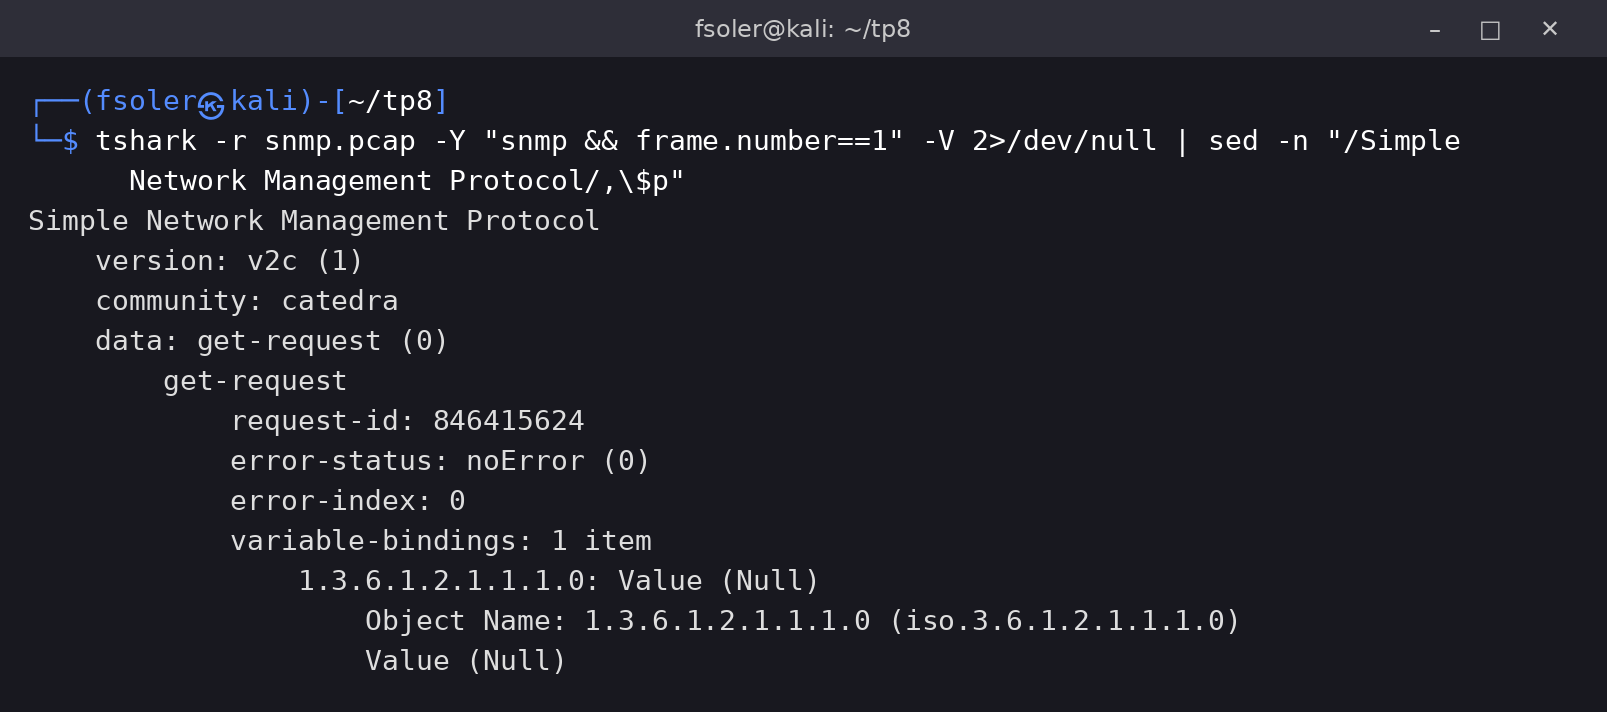 fsoler@kali: ~/tp8
┌──(fsoler㉿kali)-[~/tp8]
└─$ tshark -r snmp.pcap -Y "snmp && frame.number==1" -V 2>/dev/null | sed -n "/Simple
      Network Management Protocol/,\$p"
Simple Network Management Protocol
    version: v2c (1)
    community: catedra
    data: get-request (0)
        get-request
            request-id: 846415624
            error-status: noError (0)
            error-index: 0
            variable-bindings: 1 item
                1.3.6.1.2.1.1.1.0: Value (Null)
                    Object Name: 1.3.6.1.2.1.1.1.0 (iso.3.6.1.2.1.1.1.0)
                    Value (Null)